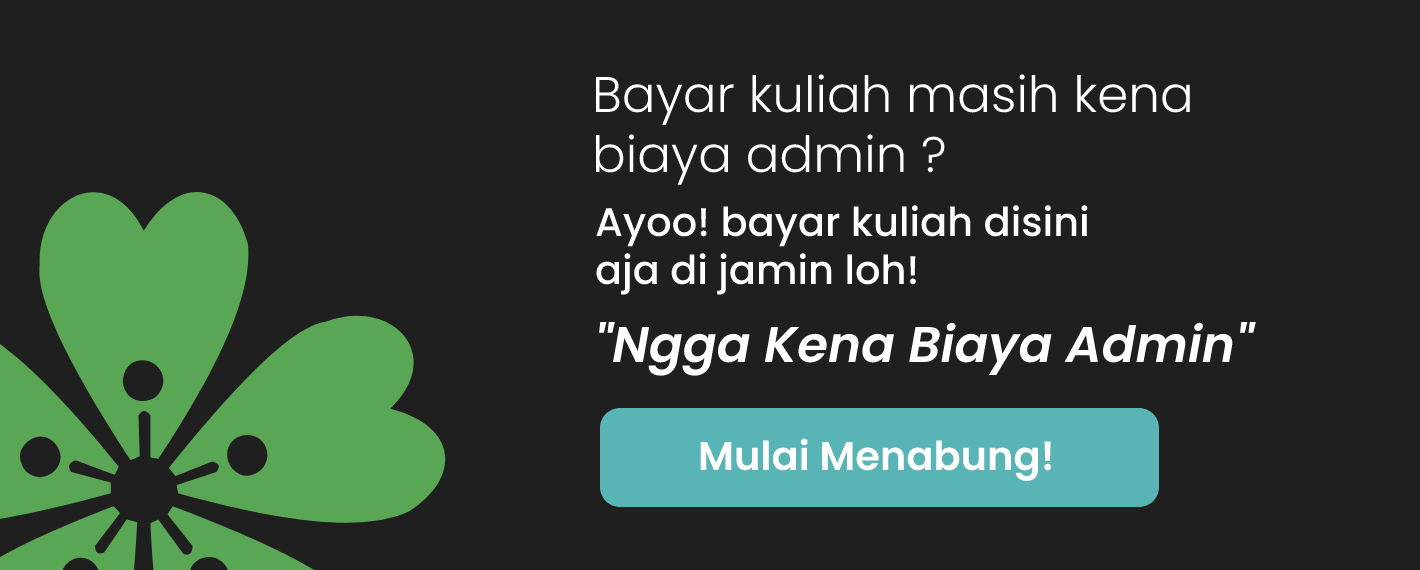 Bayar kuliah masih kena
biaya admin ?
Ayoo! bayar kuliah disini
aja di jamin loh!
"Ngga Kena Biaya Admin"
Mulai Menabung!